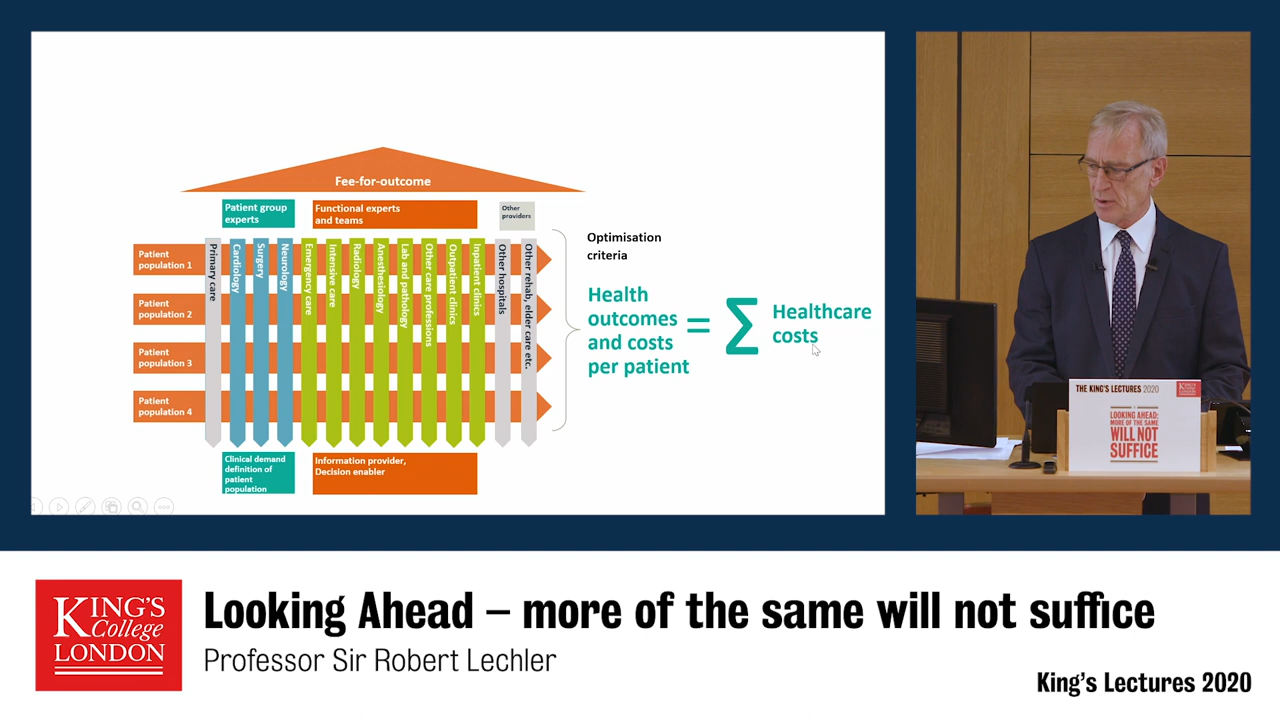 Fee-for-outcome
Patient group
experts
Functional experts
and teams
Other
providers
Patient
population 1
Patient
population 2
Patient
population 3
Patient
population 4
Primary care
Cardiology
Surgery
Neurology
Emergency care
Intensive care
Radiology
Anesthesiology
Lab and pathology
Other care professions
Outpatient clinics
Inpatient clinics
Other hospitals
Other rehab, elder care etc.
Clinical demand
definition of
patient
population
Information provider,
Decision enabler
Optimisation
criteria
Health
outcomes
and costs
per patient
= Σ
Healthcare
costs
THE KING'S LECTURES 2020
LOOKING AHEAD:
MORE OF THE SAME
WILL NOT
SUFFICE
KING'S
College
LONDON
Looking Ahead – more of the same will not suffice
Professor Sir Robert Lechler
King's Lectures 2020